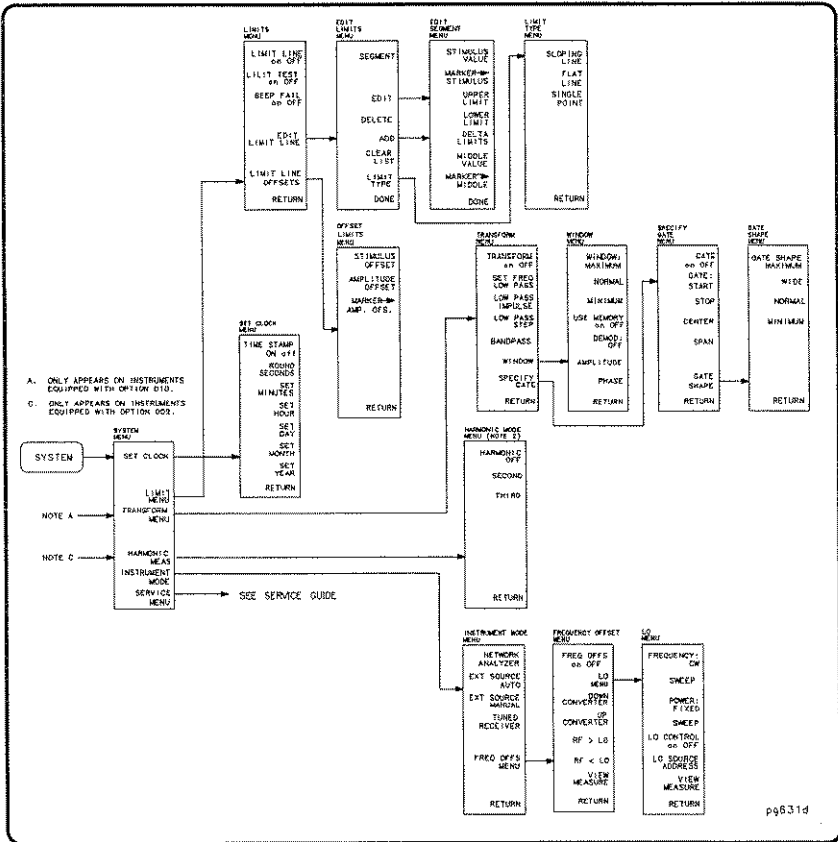 LIMITS
MENU
LIMIT LINE
on OFF
LILIT TEST
on OFF
BEEP FAIL
on OFF
EDIT
LIMIT LINE
LIMIT LINE
OFFSETS
RETURN
EDIT
LIMITS
MENU
SEGMENT
EDIT
DELETE
ADD
CLEAR
LIST
LIMIT
TYPE
DONE
EDIT
SEGMENT
MENU
STIMULUS
VALUE
MARKER→
STIMULUS
UPPER
LIMIT
LOWER
LIMIT
DELTA
LIMITS
MIDDLE
VALUE
MARKER→
MIDDLE
DONE
LIMIT
TYPE
MENU
SLOPING
LINE
FLAT
LINE
SINGLE
POINT
RETURN
OFFSET
LIMITS
MENU
STIMULUS
OFFSET
AMPLITUDE
OFFSET
MARKER→
AMP. OFS.
RETURN
TRANSFORM
MENU
TRANSFORM
on OFF
SET FREQ
LOW PASS
LOW PASS
IMPULSE
LOW PASS
STEP
BANDPASS
WINDOW
SPECIFY
GATE
RETURN
WINDOW
MENU
WINDOW:
MAXIMUM
NORMAL
MINIMUM
USE MEMORY
on OFF
DEMOD:
OFF
AMPLITUDE
PHASE
RETURN
SPECIFY
GATE
MENU
GATE
on OFF
GATE:
START
STOP
CENTER
SPAN
GATE
SHAPE
RETURN
GATE
SHAPE
MENU
GATE SHAPE
MAXIMUM
WIDE
NORMAL
MINIMUM
RETURN
SET CLOCK
MENU
TIME STAMP
ON off
ROUND
SECONDS
SET
MINUTES
SET
HOUR
SET
DAY
SET
MONTH
SET
YEAR
RETURN
A. ONLY APPEARS ON INSTRUMENTS
EQUIPPED WITH OPTION 010.
C. ONLY APPEARS ON INSTRUMENTS
EQUIPPED WITH OPTION 002.
SYSTEM
NOTE A
NOTE C
SYSTEM
MENU
SET CLOCK
LIMIT
MENU
TRANSFORM
MENU
HARMONIC
MEAS
INSTRUMENT
MODE
SERVICE
MENU
SEE SERVICE GUIDE
HARMONIC MODE
MENU (NOTE 2)
HARMONIC
OFF
SECOND
THIRD
RETURN
INSTRUMENT MODE
MENU
NETWORK
ANALYZER
EXT SOURCE
AUTO
EXT SOURCE
MANUAL
TUNED
RECEIVER
FREQ OFFS
MENU
RETURN
FREQUENCY OFFSET
MENU
FREQ OFFS
on OFF
LO
MENU
DOWN
CONVERTER
UP
CONVERTER
RF > LO
RF < LO
VIEW
MEASURE
RETURN
LO
MENU
FREQUENCY:
CW
SWEEP
POWER:
FIXED
SWEEP
LO CONTROL
on OFF
LO SOURCE
ADDRESS
VIEW
MEASURE
RETURN
pg631d